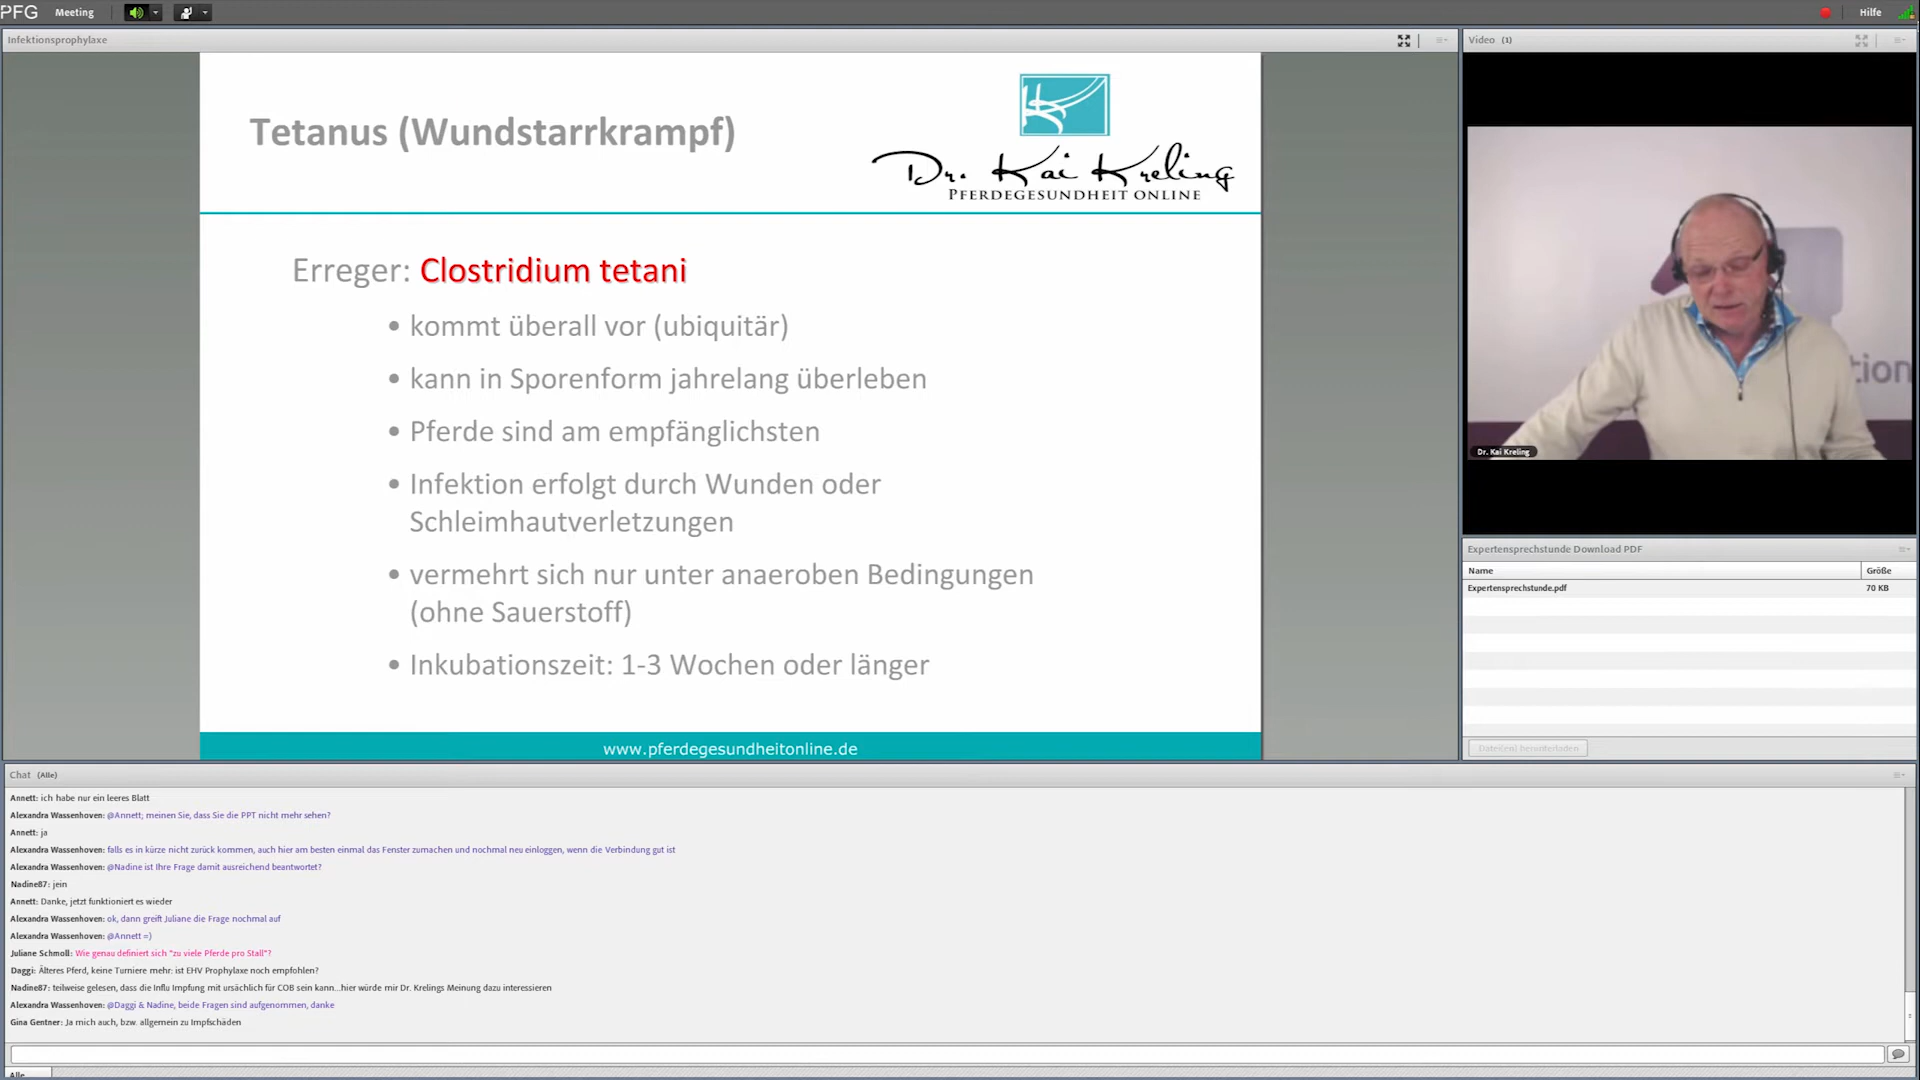 PFG Meeting Hilfe
Infektionsprophylaxe
Tetanus (Wundstarrkrampf)
Dr. Kai Kreling
PFERDEGESUNDHEIT ONLINE
Erreger: Clostridium tetani
• kommt überall vor (ubiquitär)
• kann in Sporenform jahrelang überleben
• Pferde sind am empfänglichsten
• Infektion erfolgt durch Wunden oder
Schleimhautverletzungen
• vermehrt sich nur unter anaeroben Bedingungen
(ohne Sauerstoff)
• Inkubationszeit: 1-3 Wochen oder länger
www.pferdegesundheitonline.de
Video (1)
tion
Dr. Kai Kreling
Expertensprechstunde Download PDF
Name Größe
Expertensprechstunde.pdf 70 KB
Datei(en) herunterladen
Chat (Alle)
Annett: ich habe nur ein leeres Blatt
Alexandra Wassenhoven: @Annett; meinen Sie, dass Sie die PPT nicht mehr sehen?
Annett: ja
Alexandra Wassenhoven: falls es in kürze nicht zurück kommen, auch hier am besten einmal das Fenster zumachen und nochmal neu einloggen, wenn die Verbindung gut ist
Alexandra Wassenhoven: @Nadine ist Ihre Frage damit ausreichend beantwortet?
Nadine87: jein
Annett: Danke, jetzt funktioniert es wieder
Alexandra Wassenhoven: ok, dann greift Juliane die Frage nochmal auf
Alexandra Wassenhoven: @Annett =)
Juliane Schmoll: Wie genau definiert sich "zu viele Pferde pro Stall"?
Daggi: Älteres Pferd, keine Turniere mehr: ist EHV Prophylaxe noch empfohlen?
Nadine87: teilweise gelesen, dass die Influ Impfung mit ursächlich für COB sein kann...hier würde mir Dr. Krelings Meinung dazu interessieren
Alexandra Wassenhoven: @Daggi & Nadine, beide Fragen sind aufgenommen, danke
Gina Gentner: Ja mich auch, bzw. allgemein zu Impfschäden
Alle